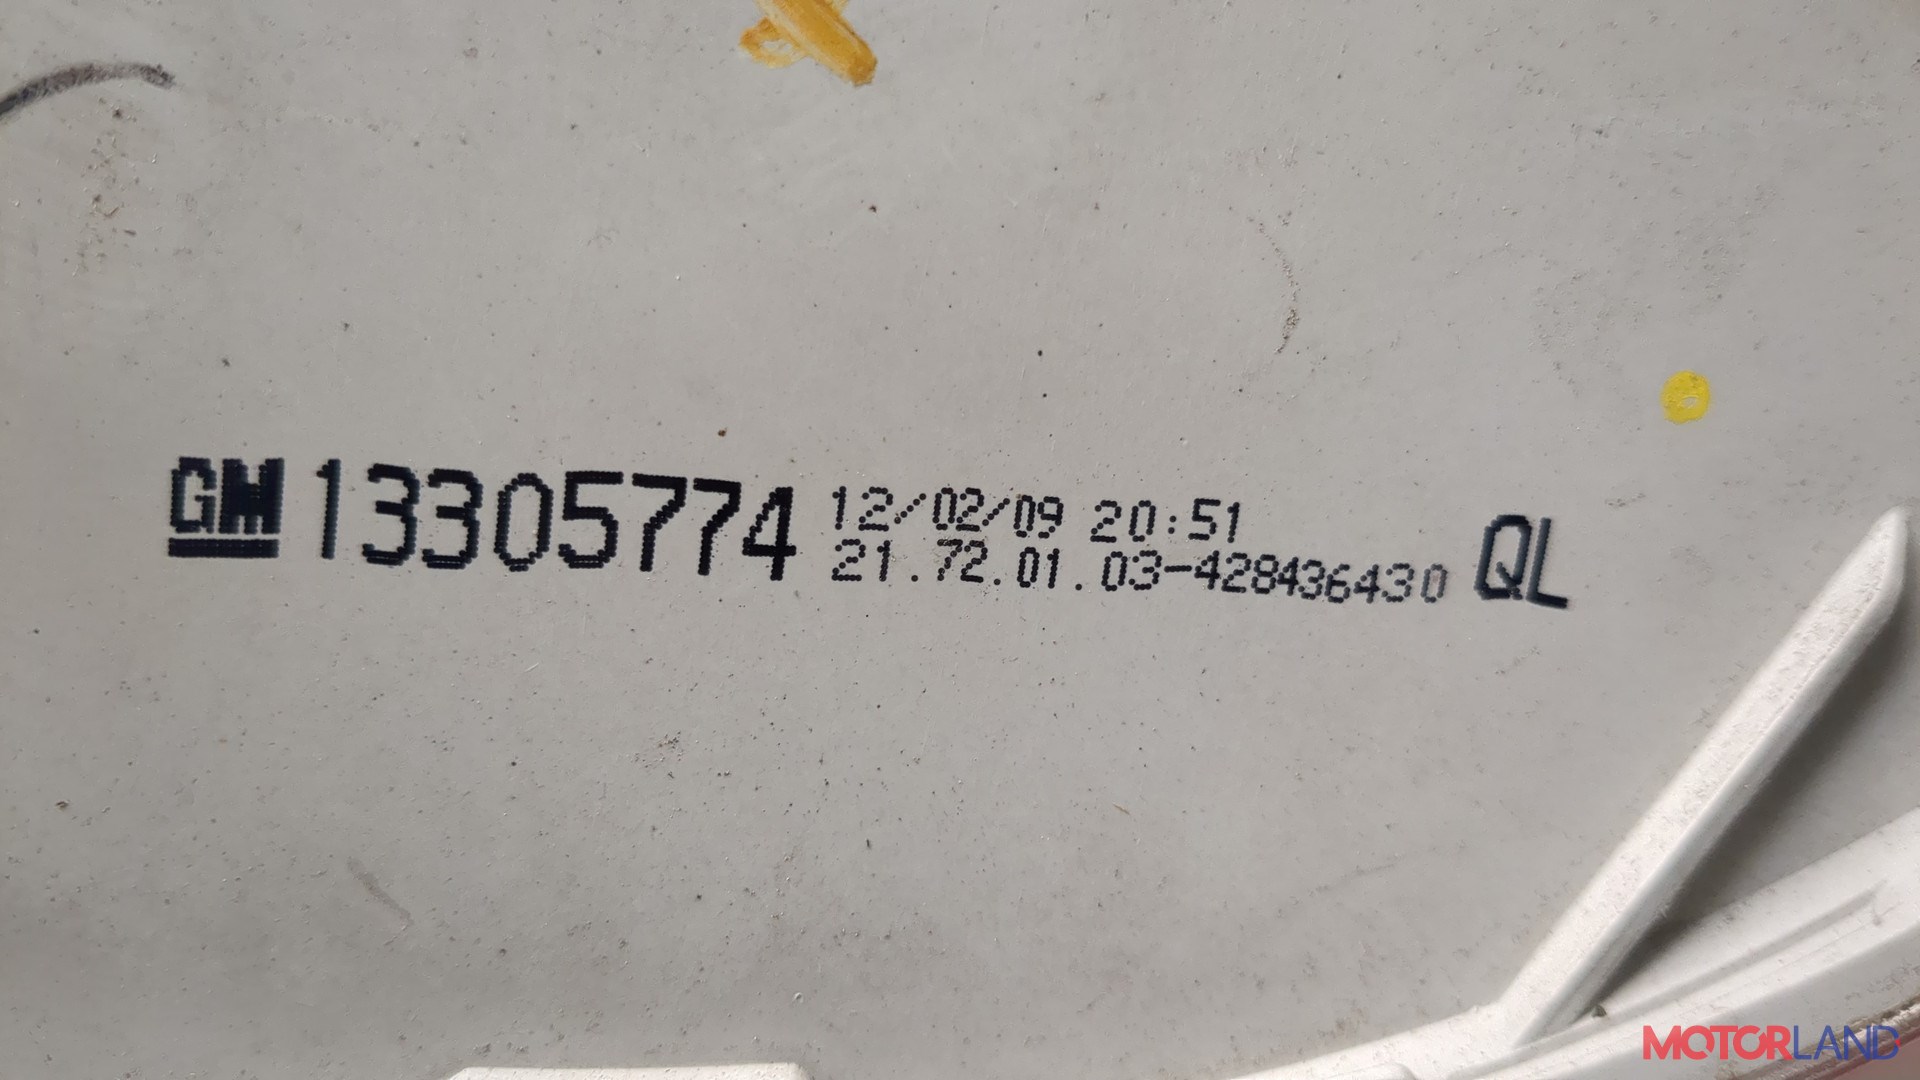 GM 13305774 12/02/09 20:51
21.72.01.03-428436430 QL
MOTORLAND